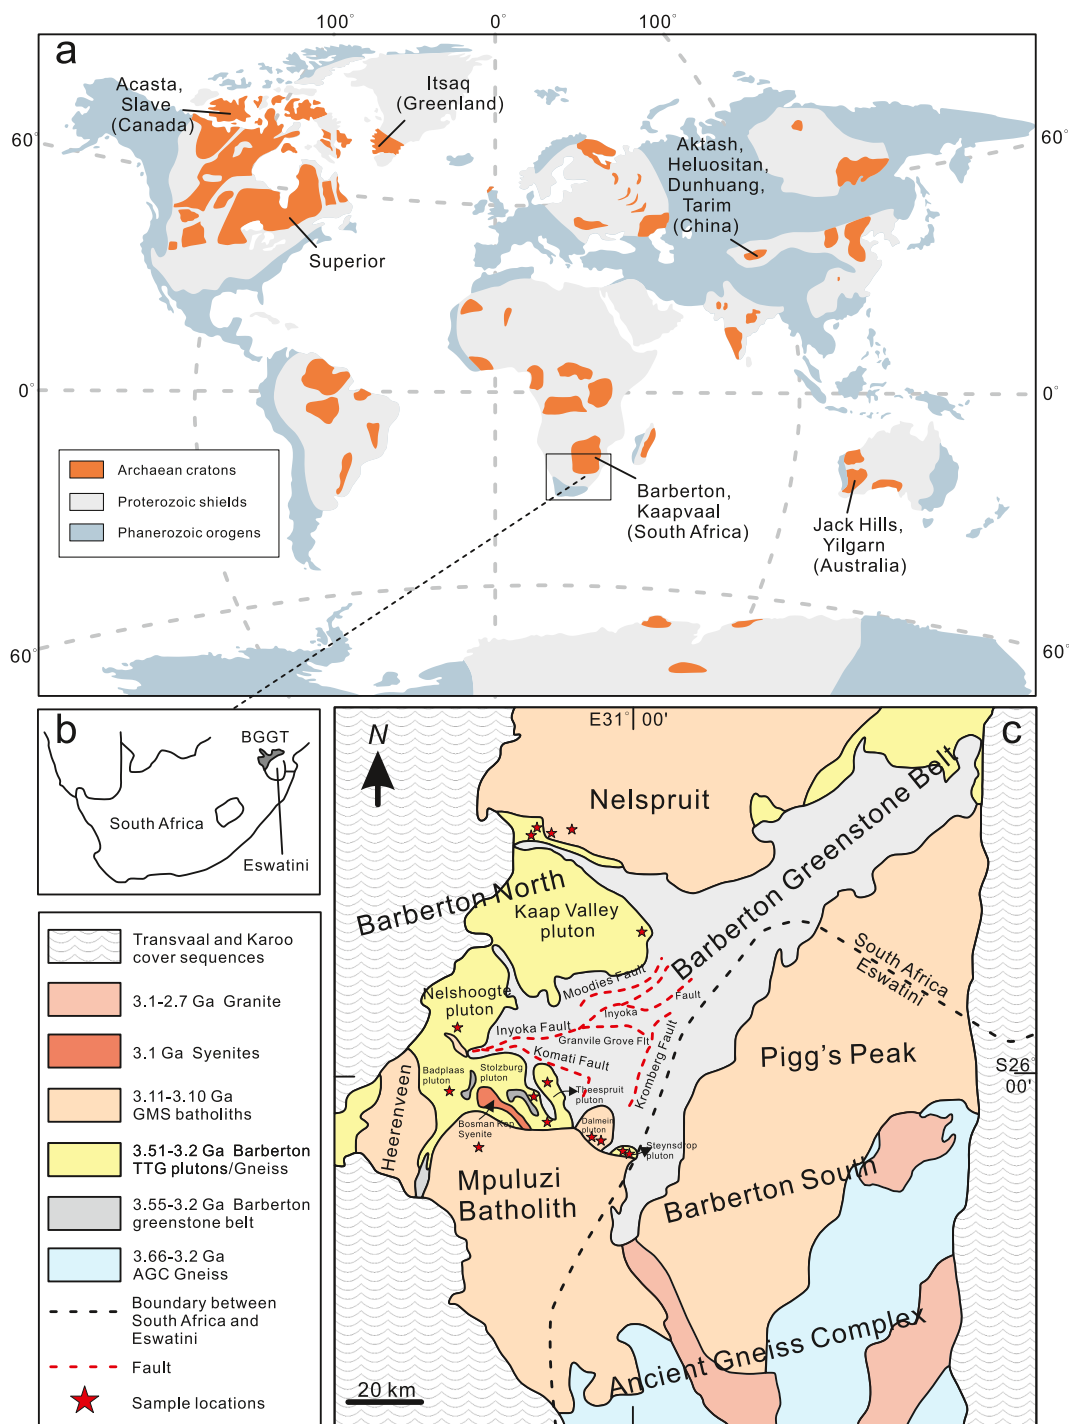 100°
0°
100°
a
Acasta,
Slave
(Canada)
Itsaq
(Greenland)
60°
60°
Aktash,
Heluositan,
Dunhuang,
Tarim
(China)
Superior
0°
0°
Archaean cratons
Proterozoic shields
Phanerozoic orogens
Barberton,
Kaapvaal
(South Africa)
Jack Hills,
Yilgarn
(Australia)
60°
60°
b
BGGT
South Africa
Eswatini
c
E31° 00'
N
Nelspruit
Barberton Greenstone Belt
Barberton North
Kaap Valley
pluton
South Africa
Eswatini
Moodies Fault
Nelshoogte
pluton
Inyoka
Fault
Inyoka Fault
Granvile Grove Flt
Komati Fault
Kromberg Fault
Pigg's Peak
S26°
00'
Badplaas
pluton
Stolzburg
pluton
Theespruit
pluton
Bosman Kop
Syenite
Dalmein
pluton
Steynsdrop
pluton
Heerenveen
Mpuluzi
Batholith
Barberton South
Ancient Gneiss Complex
20 km
Transvaal and Karoo
cover sequences
3.1-2.7 Ga Granite
3.1 Ga Syenites
3.11-3.10 Ga
GMS batholiths
3.51-3.2 Ga Barberton
TTG plutons/Gneiss
3.55-3.2 Ga Barberton
greenstone belt
3.66-3.2 Ga
AGC Gneiss
Boundary between
South Africa and
Eswatini
Fault
Sample locations